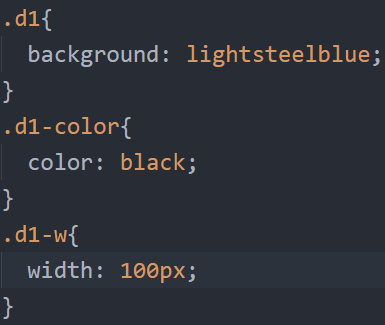 .d1{
  background: lightsteelblue;
}
.d1-color{
  color: black;
}
.d1-w{
  width: 100px;
}